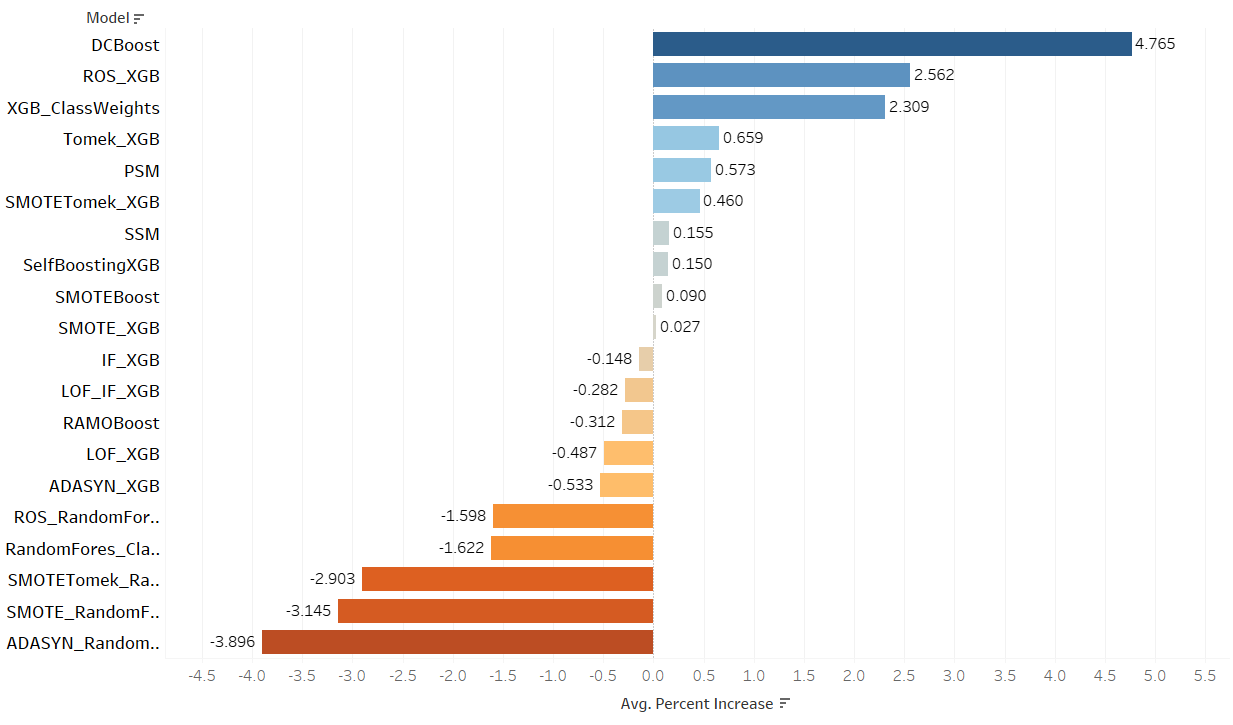 Model
DCBoost 4.765
ROS_XGB 2.562
XGB_ClassWeights 2.309
Tomek_XGB 0.659
PSM 0.573
SMOTETomek_XGB 0.460
SSM 0.155
SelfBoostingXGB 0.150
SMOTEBoost 0.090
SMOTE_XGB 0.027
IF_XGB -0.148
LOF_IF_XGB -0.282
RAMOBoost -0.312
LOF_XGB -0.487
ADASYN_XGB -0.533
ROS_RandomFor.. -1.598
RandomFores_Cla.. -1.622
SMOTETomek_Ra.. -2.903
SMOTE_RandomF.. -3.145
ADASYN_Random.. -3.896
-4.5 -4.0 -3.5 -3.0 -2.5 -2.0 -1.5 -1.0 -0.5 0.0 0.5 1.0 1.5 2.0 2.5 3.0 3.5 4.0 4.5 5.0 5.5
Avg. Percent Increase